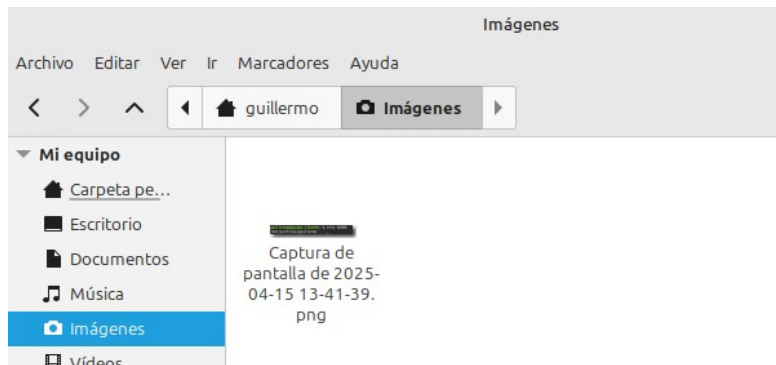 Imágenes
Archivo Editar Ver Ir Marcadores Ayuda
guillermo Imágenes
Mi equipo
Carpeta pe...
Escritorio
Documentos
Música
Imágenes
Vídeos
Captura de
pantalla de 2025-
04-15 13-41-39.
png